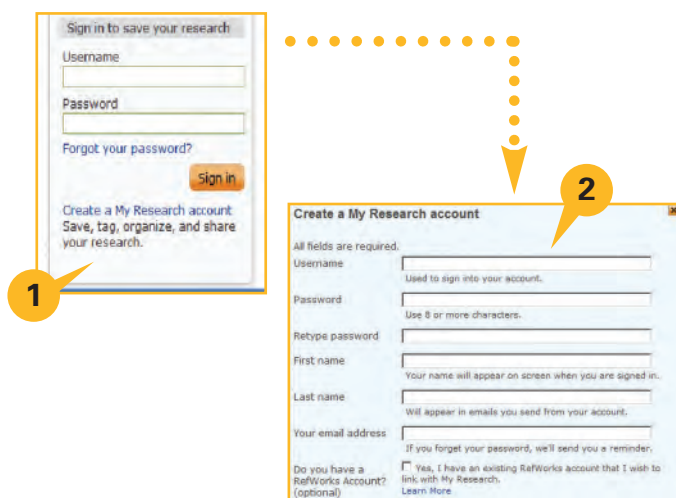 Sign in to save your research
Username
Password
Forgot your password?
Sign in
Create a My Research account
Save, tag, organize, and share
your research.
1
2
Create a My Research account
All fields are required.
Username
Used to sign into your account.
Password
Use 8 or more characters.
Retype password
First name
Your name will appear on screen when you are signed in.
Last name
Will appear in emails you send from your account.
Your email address
If you forget your password, we'll send you a reminder.
Do you have a
RefWorks Account?
(optional)
Yes, I have an existing RefWorks account that I wish to
link with My Research.
Learn More